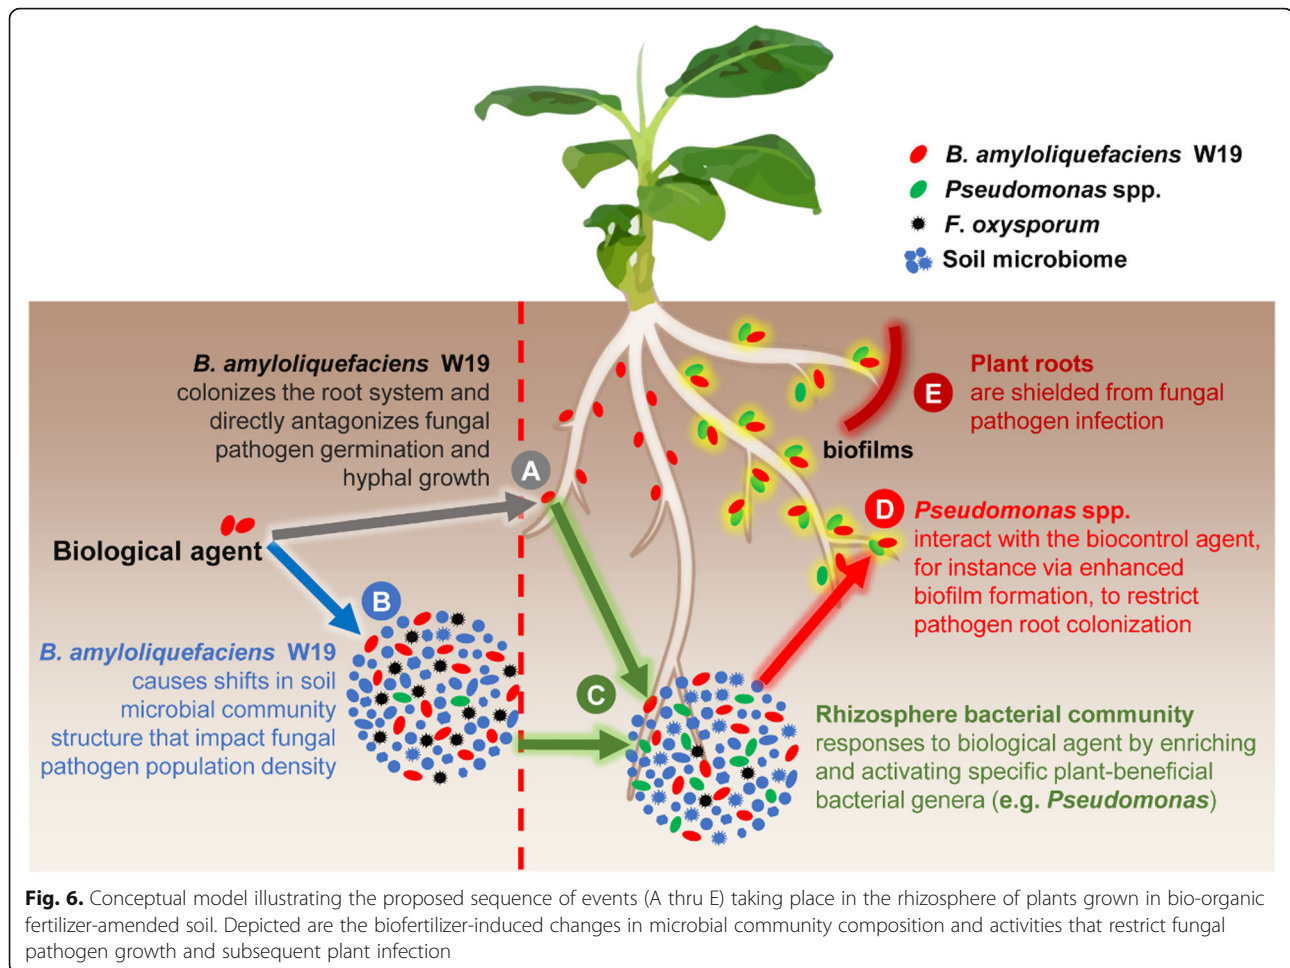 B. amyloliquefaciens W19
Pseudomonas spp.
F. oxysporum
Soil microbiome
B. amyloliquefaciens W19
colonizes the root system and
directly antagonizes fungal
pathogen germination and
hyphal growth
A
Biological agent
B
B. amyloliquefaciens W19
causes shifts in soil
microbial community
structure that impact fungal
pathogen population density
C
Rhizosphere bacterial community
responses to biological agent by enriching
and activating specific plant-beneficial
bacterial genera (e.g. Pseudomonas)
D
Pseudomonas spp.
interact with the biocontrol agent,
for instance via enhanced
biofilm formation, to restrict
pathogen root colonization
E
Plant roots
are shielded from fungal
pathogen infection
biofilms
Fig. 6. Conceptual model illustrating the proposed sequence of events (A thru E) taking place in the rhizosphere of plants grown in bio-organic
fertilizer-amended soil. Depicted are the biofertilizer-induced changes in microbial community composition and activities that restrict fungal
pathogen growth and subsequent plant infection